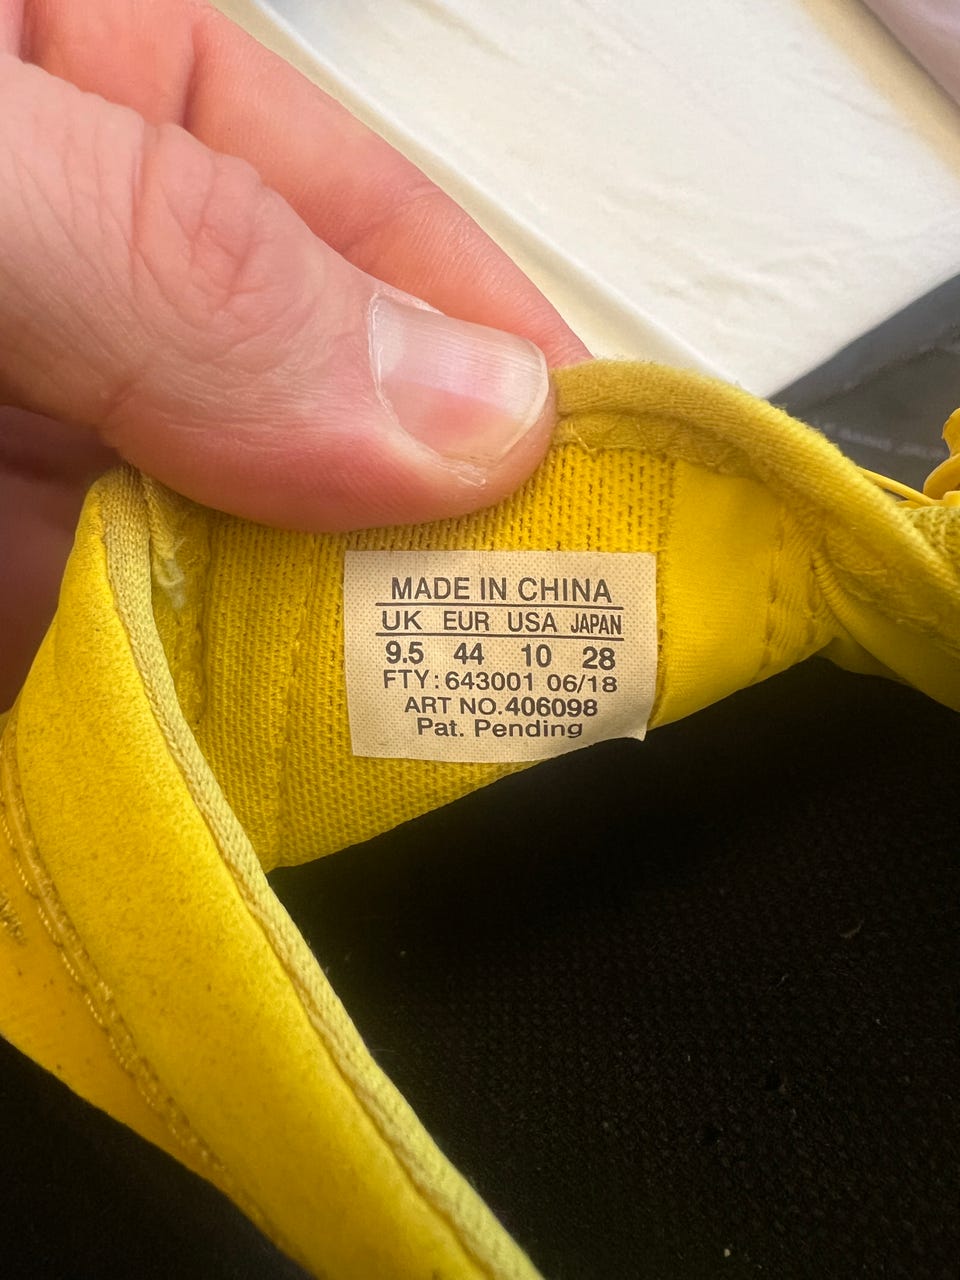 MADE IN CHINA
UK EUR USA JAPAN
9.5 44 10 28
FTY: 643001 06/18
ART NO. 406098
Pat. Pending